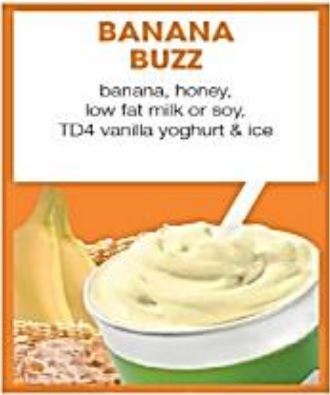 BANANA
BUZZ
banana, honey,
low fat milk or soy,
TD4 vanilla yoghurt & ice